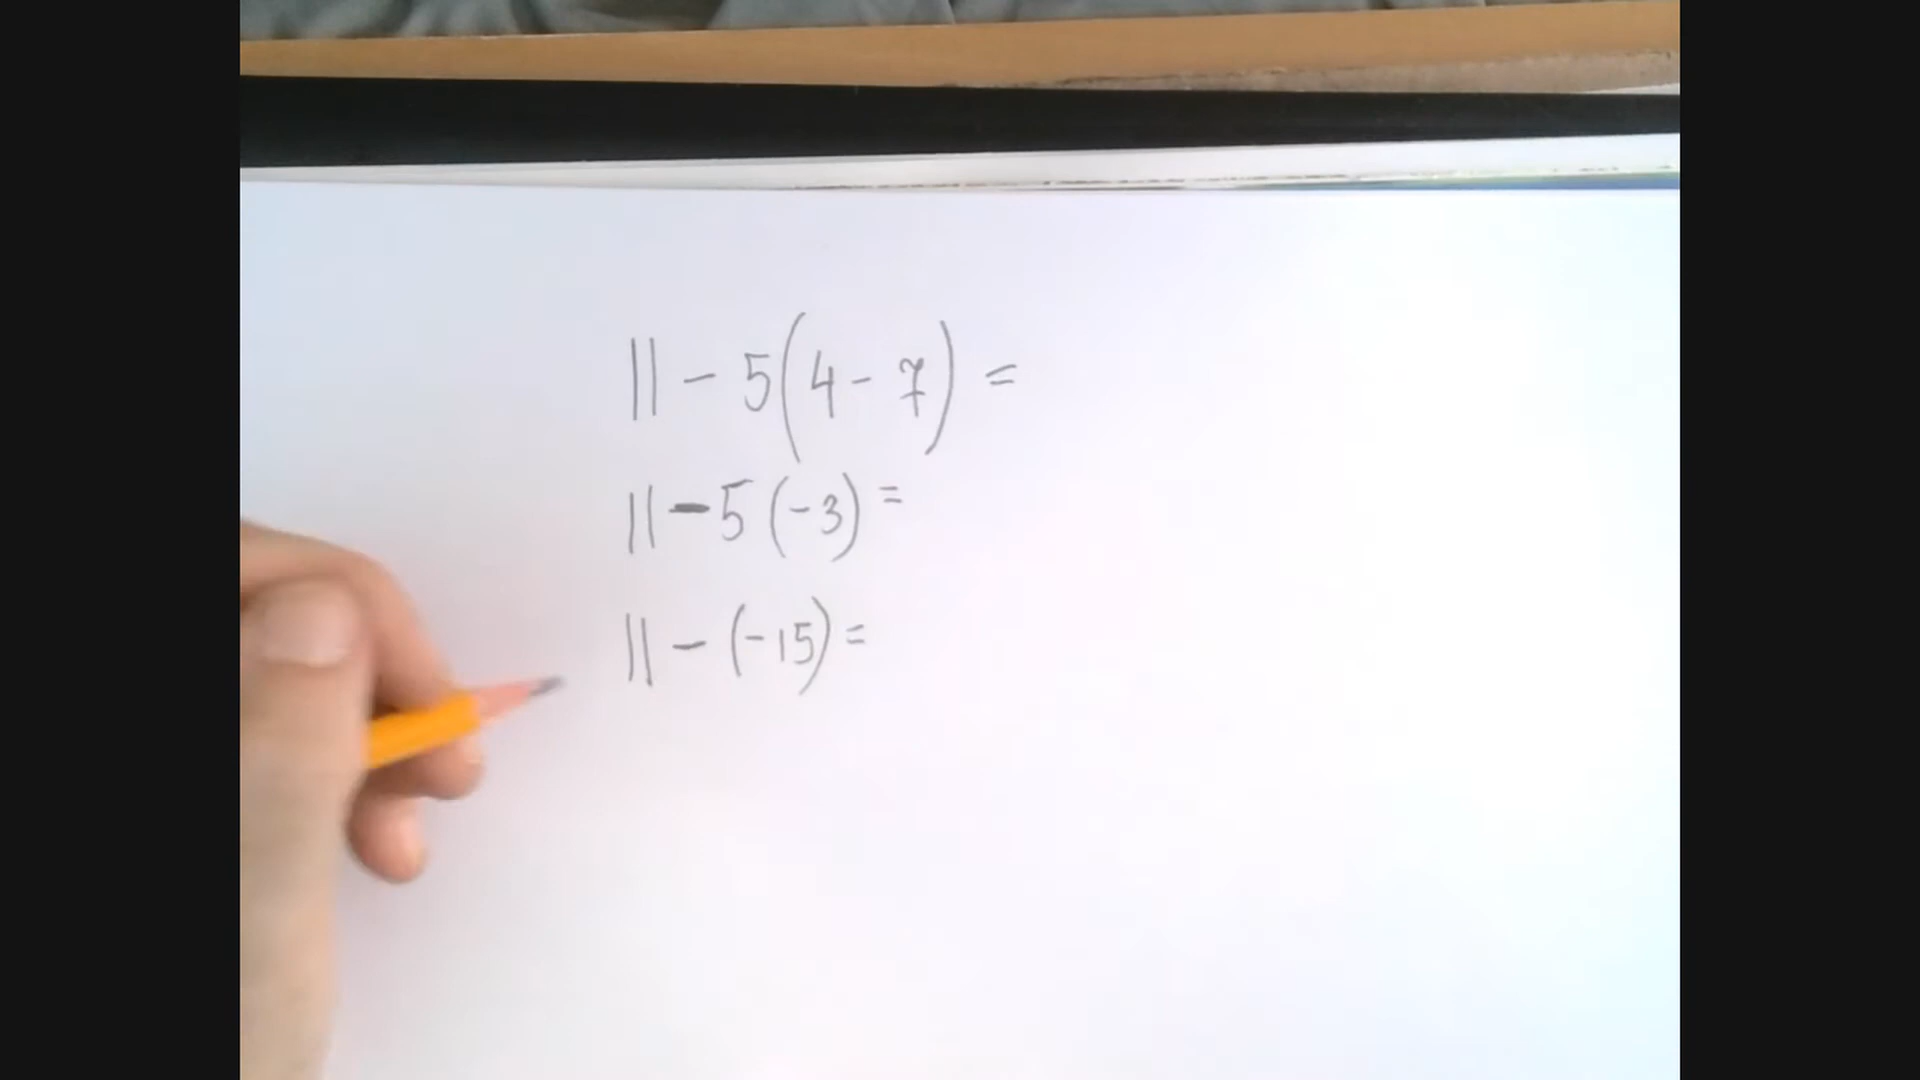 11 - 5(4 - 7) =
11 - 5(-3) =
11 - (-15) =